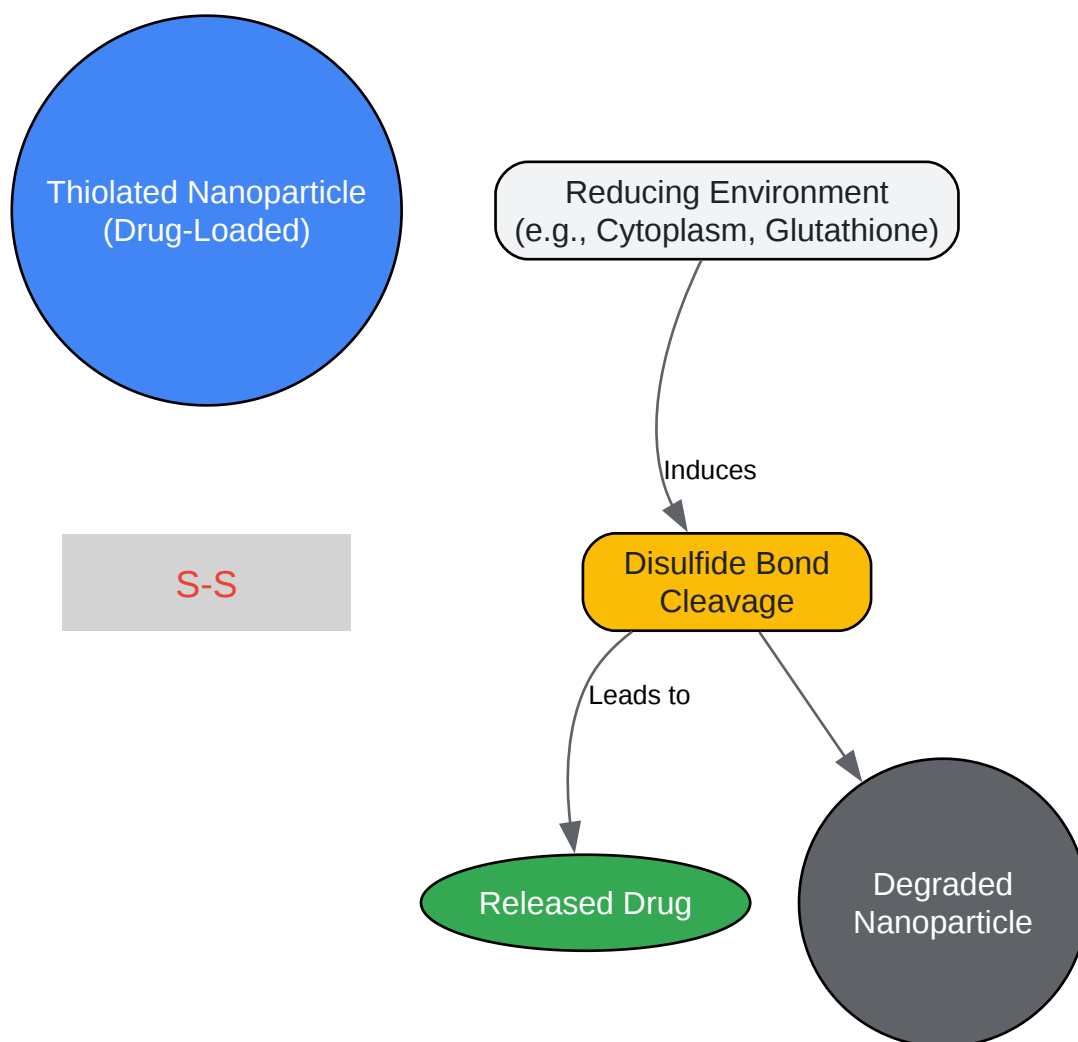 Thiolated Nanoparticle
(Drug-Loaded)
Reducing Environment
(e.g., Cytoplasm, Glutathione)
Induces
S-S
Disulfide Bond
Cleavage
Leads to
Released Drug
Degraded
Nanoparticle